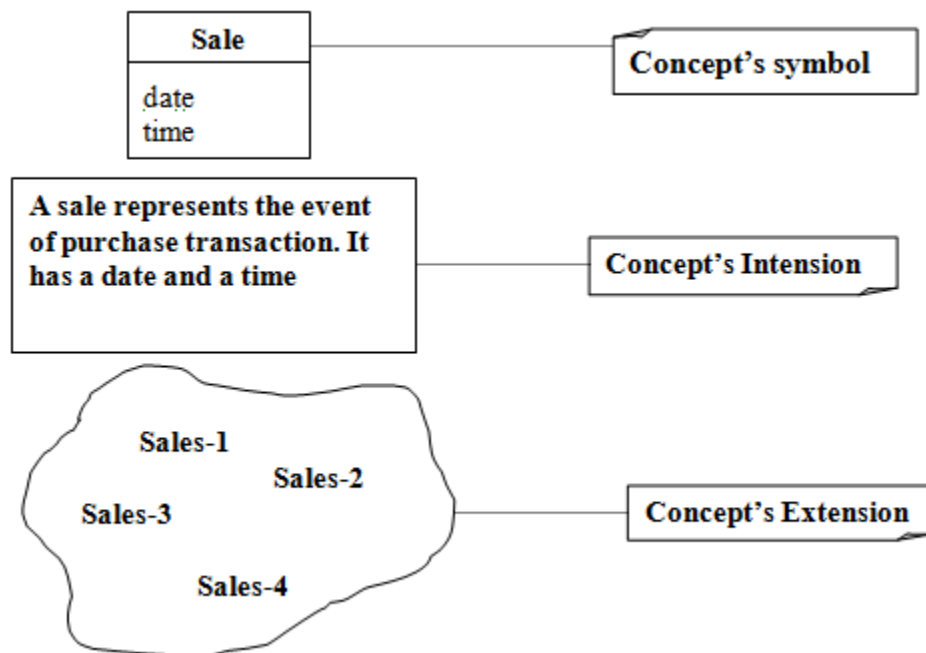 Sale
Concept's symbol
date
time
A sale represents the event
of purchase transaction. It
has a date and a time
Concept's Intension
Sales-1
Sales-2
Sales-3
Concept's Extension
Sales-4